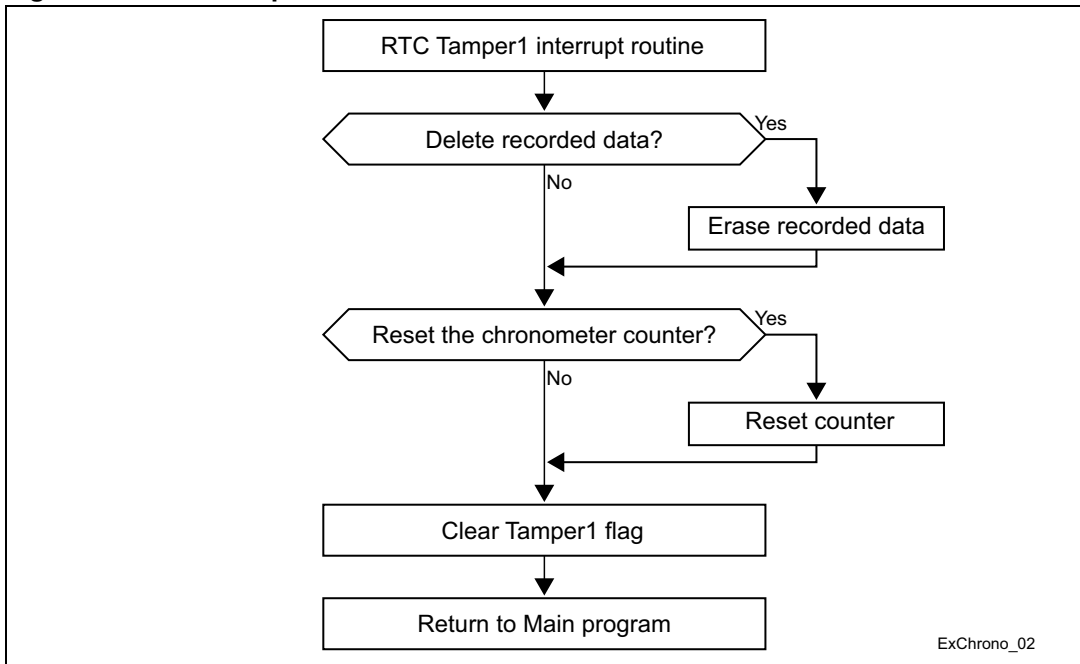 RTC Tamper1 interrupt routine
Delete recorded data?
Yes
No
Erase recorded data
Reset the chronometer counter?
Yes
No
Reset counter
Clear Tamper1 flag
Return to Main program
ExChrono_02